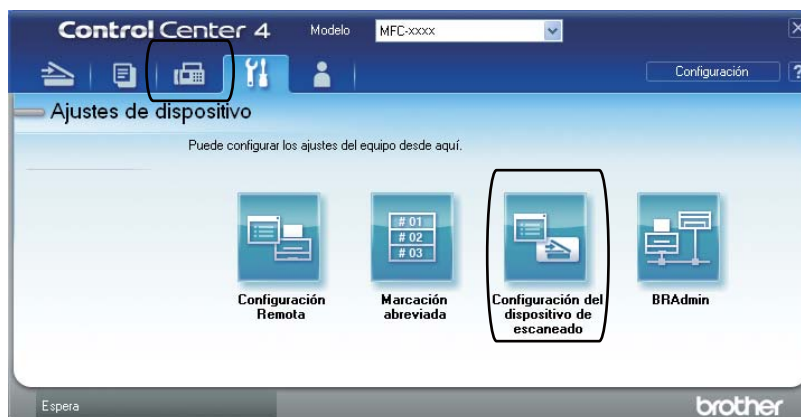 Control Center 4 Modelo MFC-xxxx
Configuración ?
Ajustes de dispositivo
Puede configurar los ajustes del equipo desde aquí.
# 01
# 02
# 03
Configuración
Remota
Marcación
abreviada
Configuración del
dispositivo de
escaneado
BRAdmin
Espera
brother